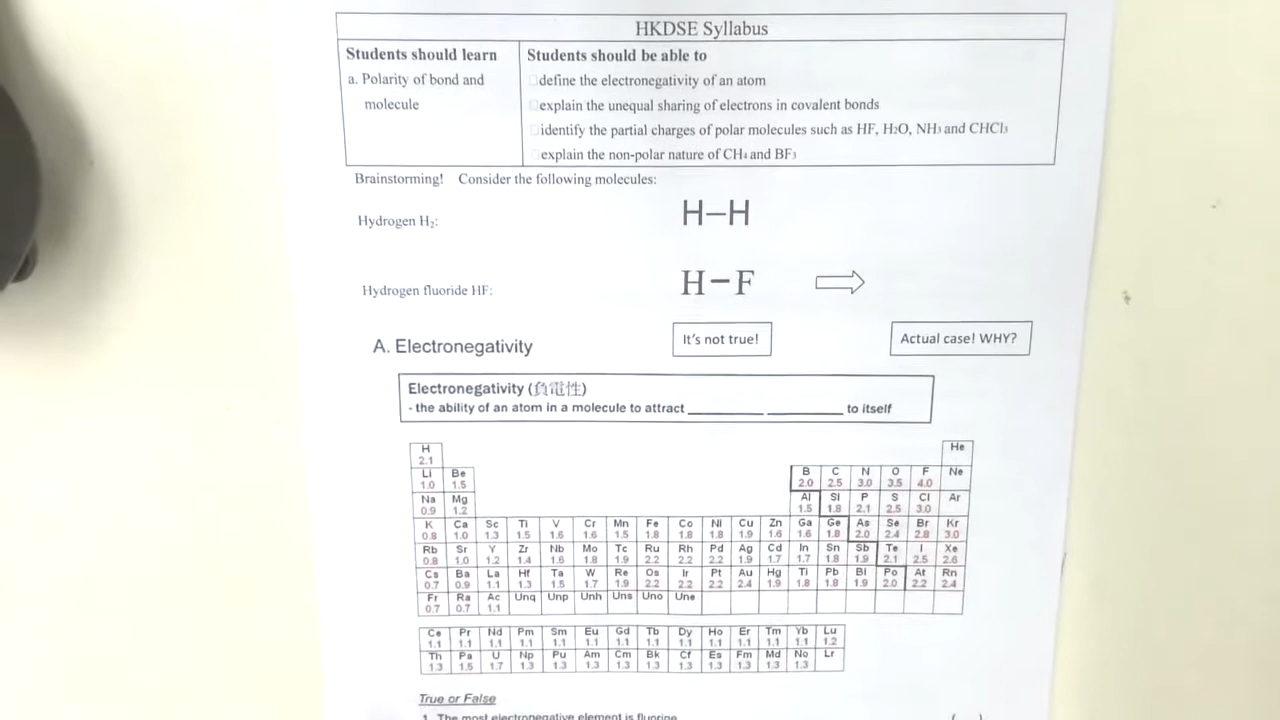 HKDSE Syllabus
Students should learn Students should be able to
a. Polarity of bond and define the electronegativity of an atom
molecule explain the unequal sharing of electrons in covalent bonds
identify the partial charges of polar molecules such as HF, H₂O, NH₃ and CHCl₃
explain the non-polar nature of CH₄ and BF₃
Brainstorming! Consider the following molecules:
Hydrogen H₂: H–H
Hydrogen fluoride HF: H–F
It's not true! Actual case! WHY?
A. Electronegativity
Electronegativity (負電性)
- the ability of an atom in a molecule to attract ________ ________ to itself
H He
2.1
Li Be B C N O F Ne
1.0 1.5 2.0 2.5 3.0 3.5 4.0
Na Mg Al Si P S Cl Ar
0.9 1.2 1.5 1.8 2.1 2.5 3.0
K Ca Sc Ti V Cr Mn Fe Co Ni Cu Zn Ga Ge As Se Br Kr
0.8 1.0 1.3 1.5 1.6 1.6 1.5 1.8 1.8 1.8 1.9 1.6 1.6 1.8 2.0 2.4 2.8 3.0
Rb Sr Y Zr Nb Mo Tc Ru Rh Pd Ag Cd In Sn Sb Te I Xe
0.8 1.0 1.2 1.4 1.6 1.8 1.9 2.2 2.2 2.2 1.9 1.7 1.7 1.8 1.9 2.1 2.5 2.6
Cs Ba La Hf Ta W Re Os Ir Pt Au Hg Tl Pb Bi Po At Rn
0.7 0.9 1.1 1.3 1.5 1.7 1.9 2.2 2.2 2.2 2.4 1.9 1.8 1.8 1.9 2.0 2.2 2.4
Fr Ra Ac Unq Unp Unh Uns Uno Une
0.7 0.7 1.1
Ce Pr Nd Pm Sm Eu Gd Tb Dy Ho Er Tm Yb Lu
1.1 1.1 1.1 1.1 1.1 1.1 1.1 1.1 1.1 1.1 1.1 1.1 1.1 1.2
Th Pa U Np Pu Am Cm Bk Cf Es Fm Md No Lr
1.3 1.5 1.7 1.3 1.3 1.3 1.3 1.3 1.3 1.3 1.3 1.3 1.3
True or False
1. The most electronegative element is fluorine. ( )